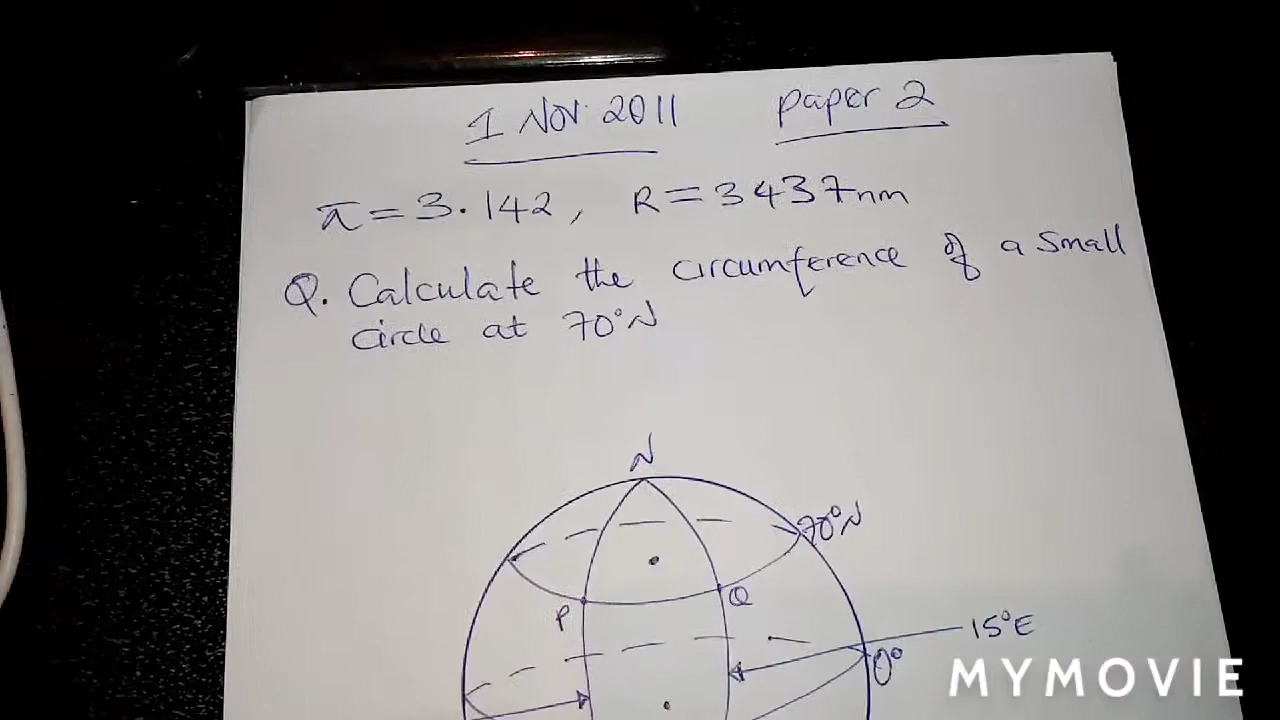 1 Nov 2011 paper 2
π = 3.142, R = 3437nm
Q. Calculate the circumference of a small
circle at 70°N
N
70°N
P
Q
15°E
0°
MYMOVIE